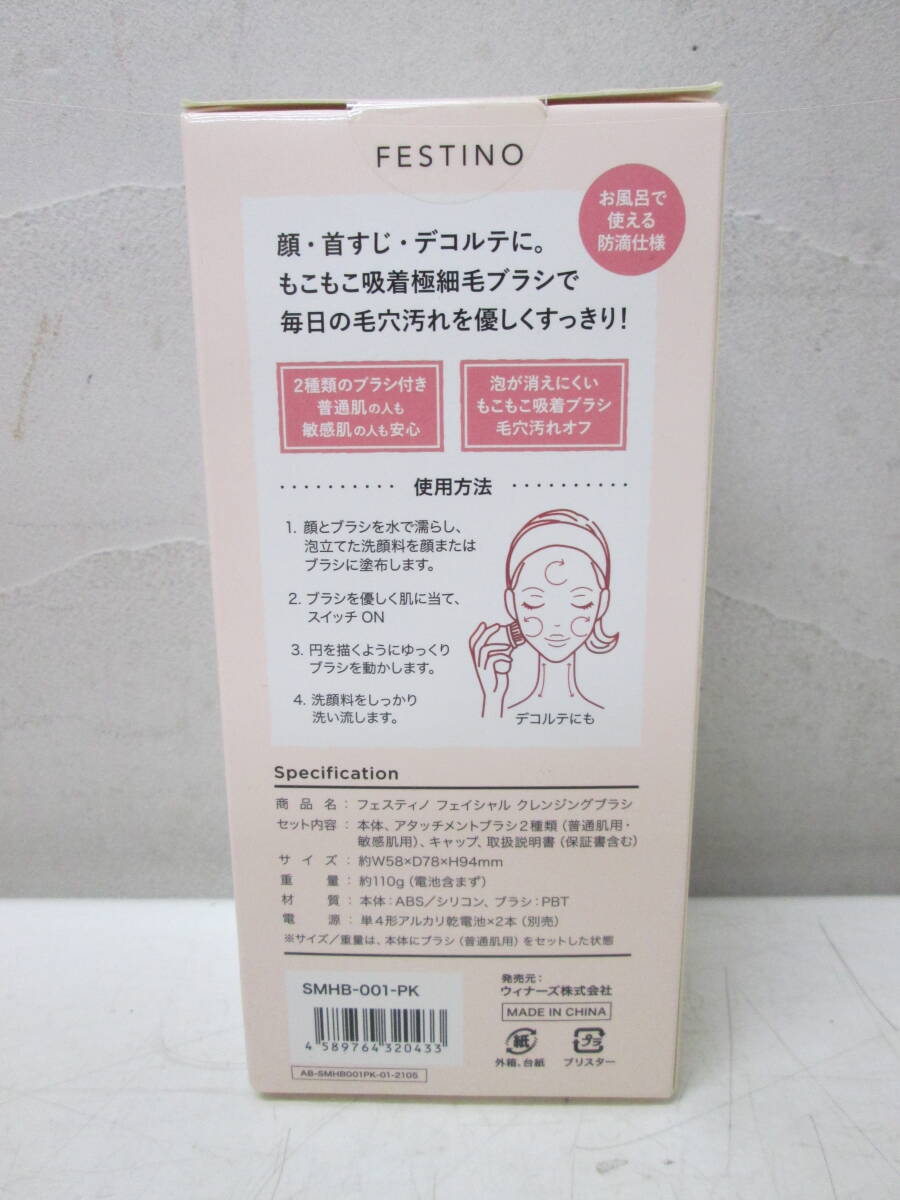 FESTINO
お風呂で
使える
防滴仕様
顔・首すじ・デコルテに。
もこもこ吸着極細毛ブラシで
毎日の毛穴汚れを優しくすっきり！
2種類のブラシ付き
普通肌の人も
敏感肌の人も安心
泡が消えにくい
もこもこ吸着ブラシ
毛穴汚れオフ
使用方法
1. 顔とブラシを水で濡らし、
泡立てた洗顔料を顔または
ブラシに塗布します。
2. ブラシを優しく肌に当て、
スイッチ ON
3. 円を描くようにゆっくり
ブラシを動かします。
4. 洗顔料をしっかり
洗い流します。
デコルテにも
Specification
商品名：フェスティノ フェイシャル クレンジングブラシ
セット内容：本体、アタッチメントブラシ2種類（普通肌用・
敏感肌用）、キャップ、取扱説明書（保証書含む）
サイズ：約W58×D78×H94mm
重量：約110g（電池含まず）
材質：本体：ABS／シリコン、ブラシ：PBT
電源：単4形アルカリ乾電池×2本（別売）
※サイズ／重量は、本体にブラシ（普通肌用）をセットした状態
SMHB-001-PK
4 589764 320433
AB-SMHB001PK-01-2105
発売元：
ウィナーズ株式会社
MADE IN CHINA
紙
外箱、台紙
プラ
ブリスター